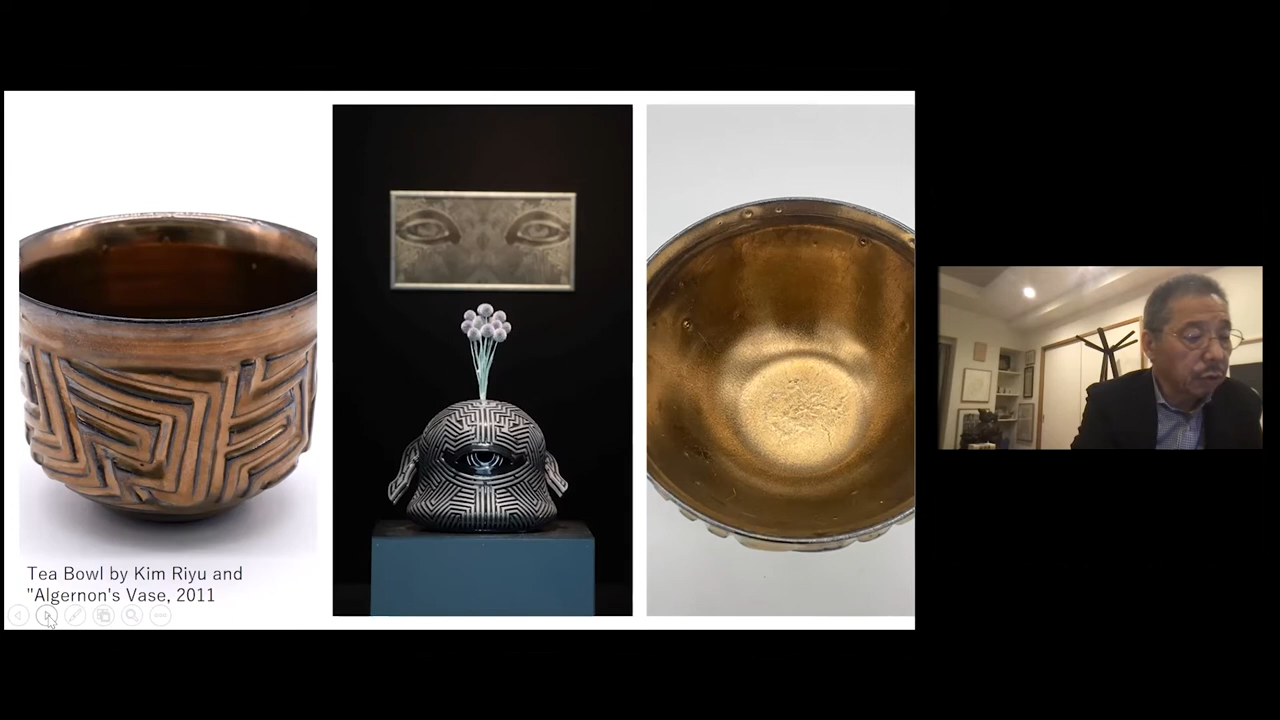 Tea Bowl by Kim Riyu and
"Algernon's Vase, 2011